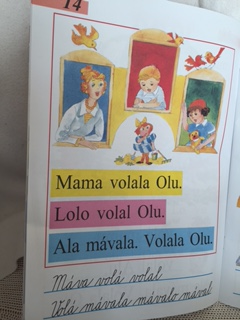 14
Mama volala Olu.
Lolo volal Olu.
Ala mávala. Volala Olu.
Máva volá volal
Volá mávala mávalo mával